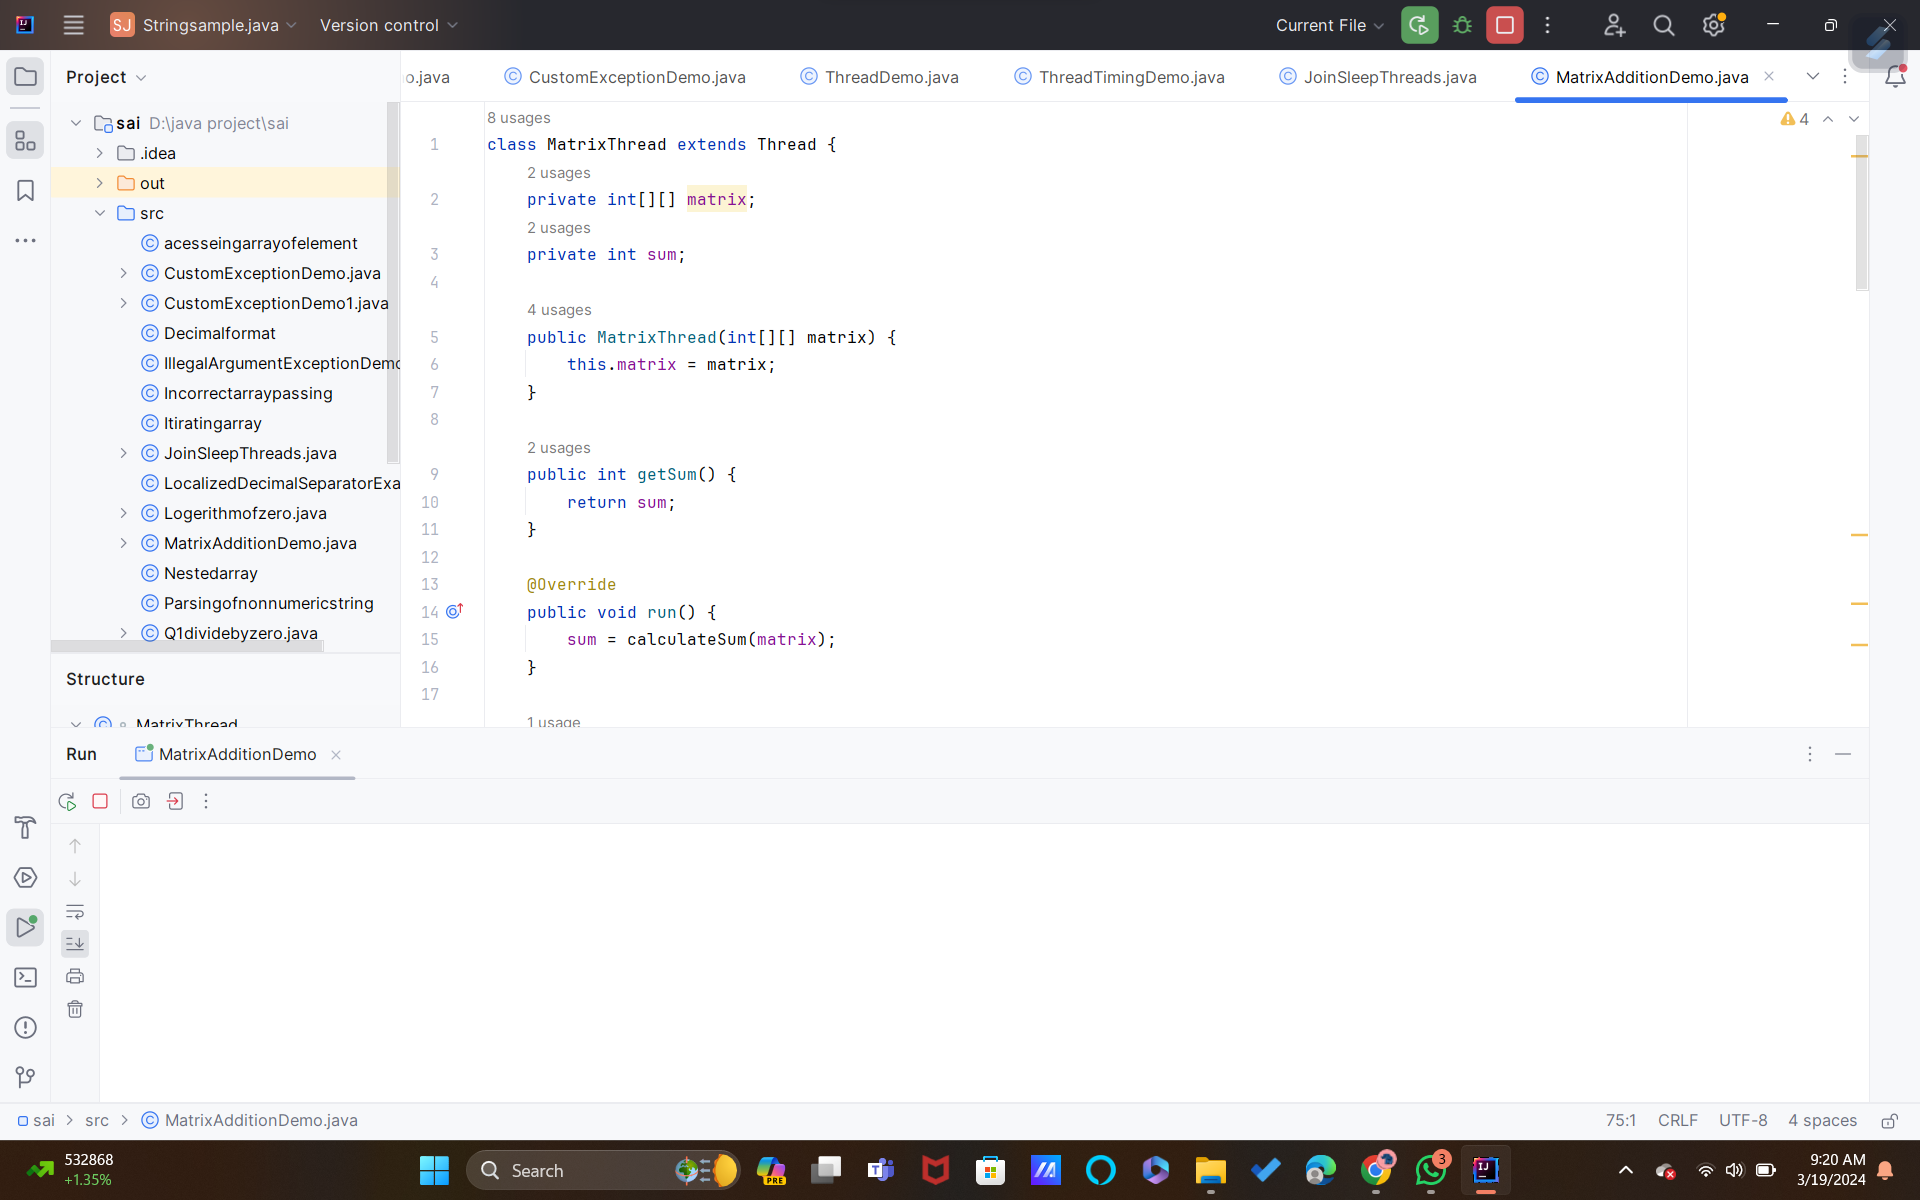 SJ Stringsample.java Version control Current File
Project
o.java CustomExceptionDemo.java ThreadDemo.java ThreadTimingDemo.java JoinSleepThreads.java MatrixAdditionDemo.java
sai D:\java project\sai
.idea
out
src
acesseingarrayofelement
CustomExceptionDemo.java
CustomExceptionDemo1.java
Decimalformat
IllegalArgumentExceptionDemo
Incorrectarraypassing
Itiratingarray
JoinSleepThreads.java
LocalizedDecimalSeparatorExa
Logerithmofzero.java
MatrixAdditionDemo.java
Nestedarray
Parsingofnonnumericstring
Q1dividebyzero.java
Structure
MatrixThread
4
8 usages
1 class MatrixThread extends Thread {
2 usages
2 private int[][] matrix;
2 usages
3 private int sum;
4
4 usages
5 public MatrixThread(int[][] matrix) {
6 this.matrix = matrix;
7 }
8
2 usages
9 public int getSum() {
10 return sum;
11 }
12
13 @Override
14 public void run() {
15 sum = calculateSum(matrix);
16 }
17
1 usage
Run MatrixAdditionDemo
sai > src > MatrixAdditionDemo.java 75:1 CRLF UTF-8 4 spaces
532868
+1.35%
Search
PRE
3
9:20 AM
3/19/2024